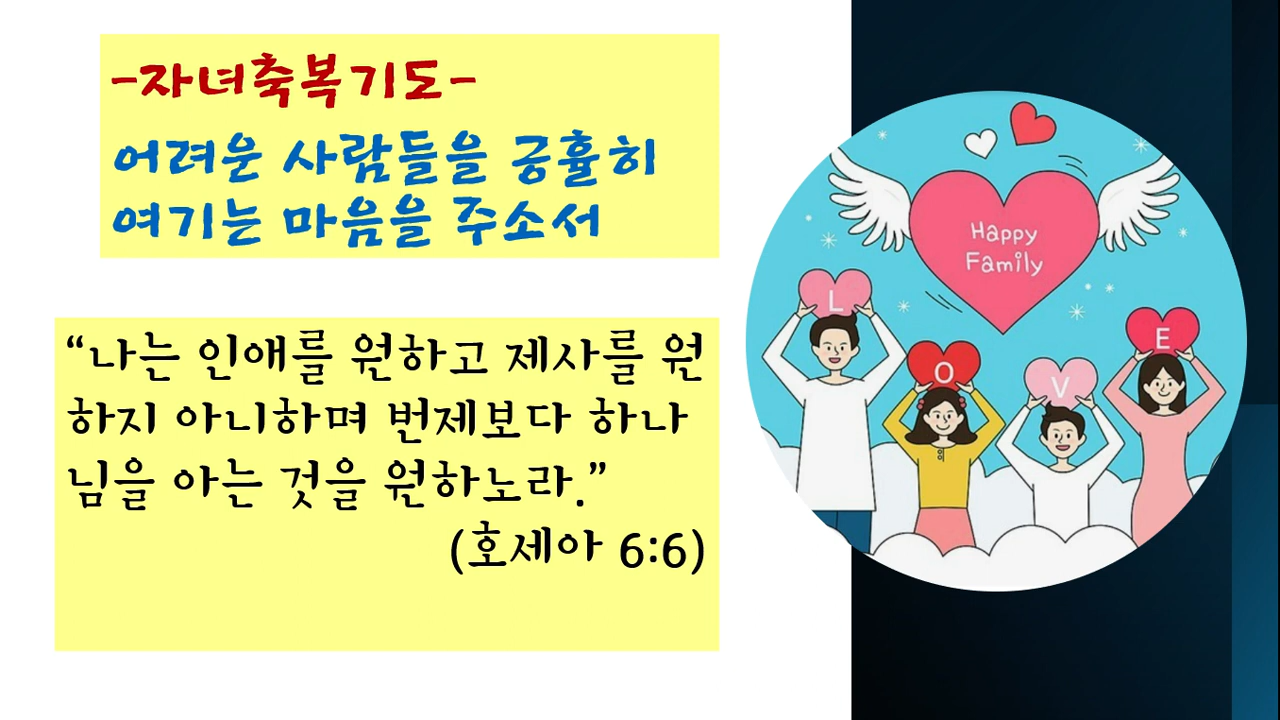 -자녀축복기도-
어려운 사람들을 긍휼히
여기는 마음을 주소서
“나는 인애를 원하고 제사를 원
하지 아니하며 번제보다 하나
님을 아는 것을 원하노라.”
(호세아 6:6)
Happy
Family
L
O
V
E